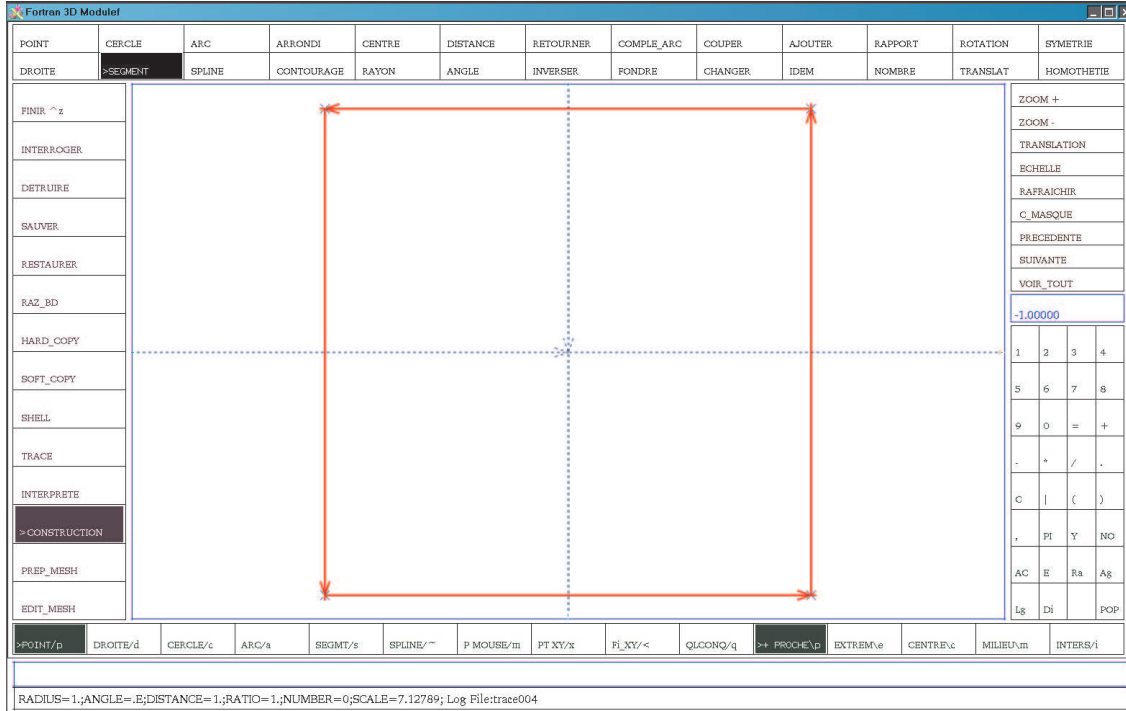 Fortran 3D Modulef
POINT CERCLE ARC ARRONDI CENTRE DISTANCE RETOURNER COMPLE_ARC COUPER AJOUTER RAPPORT ROTATION SYMETRIE
DROITE >SEGMENT SPLINE CONTOURAGE RAYON ANGLE INVERSER FONDRE CHANGER IDEM NOMBRE TRANSLAT HOMOTHETIE
FINIR ^z
INTERROGER
DETRUIRE
SAUVER
RESTAURER
RAZ_BD
HARD_COPY
SOFT_COPY
SHELL
TRACE
INTERPRETE
>CONSTRUCTION
PREP_MESH
EDIT_MESH
ZOOM +
ZOOM -
TRANSLATION
ECHELLE
RAFRAICHIR
C_MASQUE
PRECEDENTE
SUIVANTE
VOIR_TOUT
-1.00000
1 2 3 4
5 6 7 8
9 0 = +
- * / .
C | ( )
, PI Y NO
AC E Ra Ag
Lg Di POP
>POINT/p DROITE/d CERCLE/c ARC/a SEGMT/s SPLINE/~ P MOUSE/m PT XY/x Fi_XY/< QLCONQ/q >+ PROCHE\p EXTREM\e CENTRE\c MILIEU\m INTERS/i
RADIUS=1.;ANGLE=.E;DISTANCE=1.;RATIO=1.;NUMBER=0;SCALE=7.12789; Log File:trace004